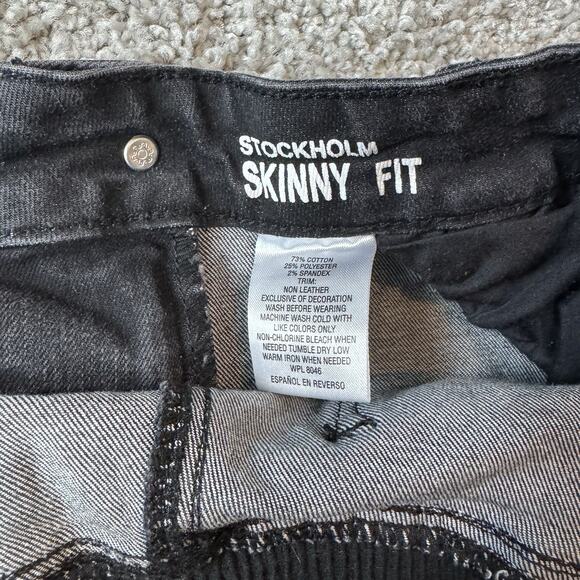 STOCKHOLM
SKINNY FIT
73% COTTON
25% POLYESTER
2% SPANDEX
TRIM:
NON LEATHER
EXCLUSIVE OF DECORATION
WASH BEFORE WEARING
MACHINE WASH COLD WITH
LIKE COLORS ONLY
NON-CHLORINE BLEACH WHEN
NEEDED TUMBLE DRY LOW
WARM IRON WHEN NEEDED
WPL 8046
ESPAÑOL EN REVERSO